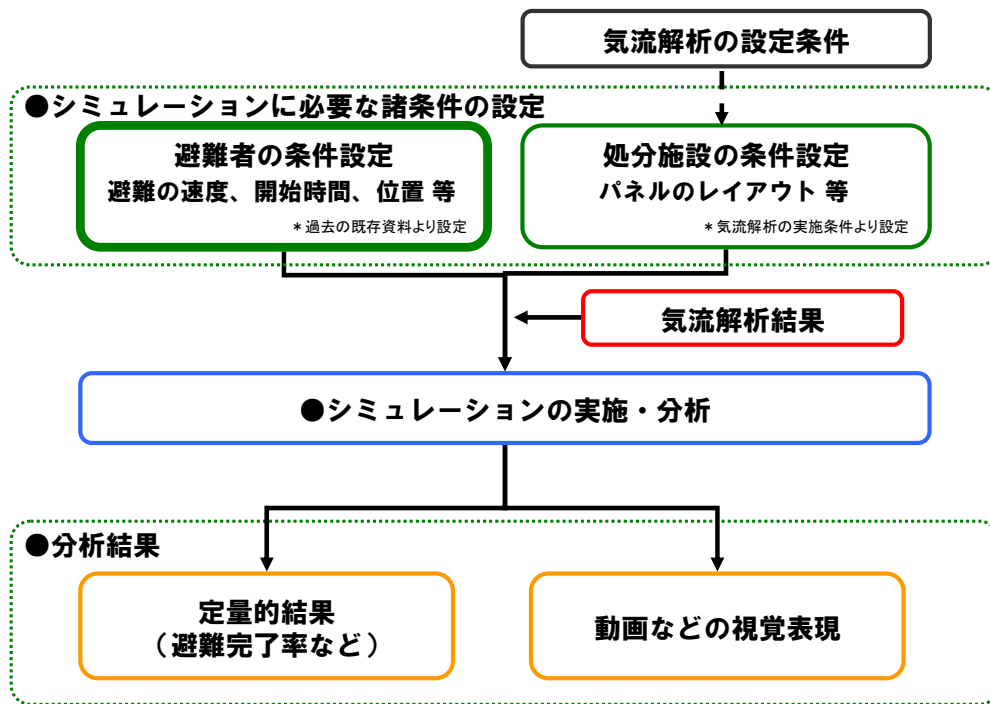 気流解析の設定条件
●シミュレーションに必要な諸条件の設定
避難者の条件設定
避難の速度、開始時間、位置 等
＊過去の既存資料より設定
処分施設の条件設定
パネルのレイアウト 等
＊気流解析の実施条件より設定
気流解析結果
●シミュレーションの実施・分析
●分析結果
定量的結果
（避難完了率など）
動画などの視覚表現